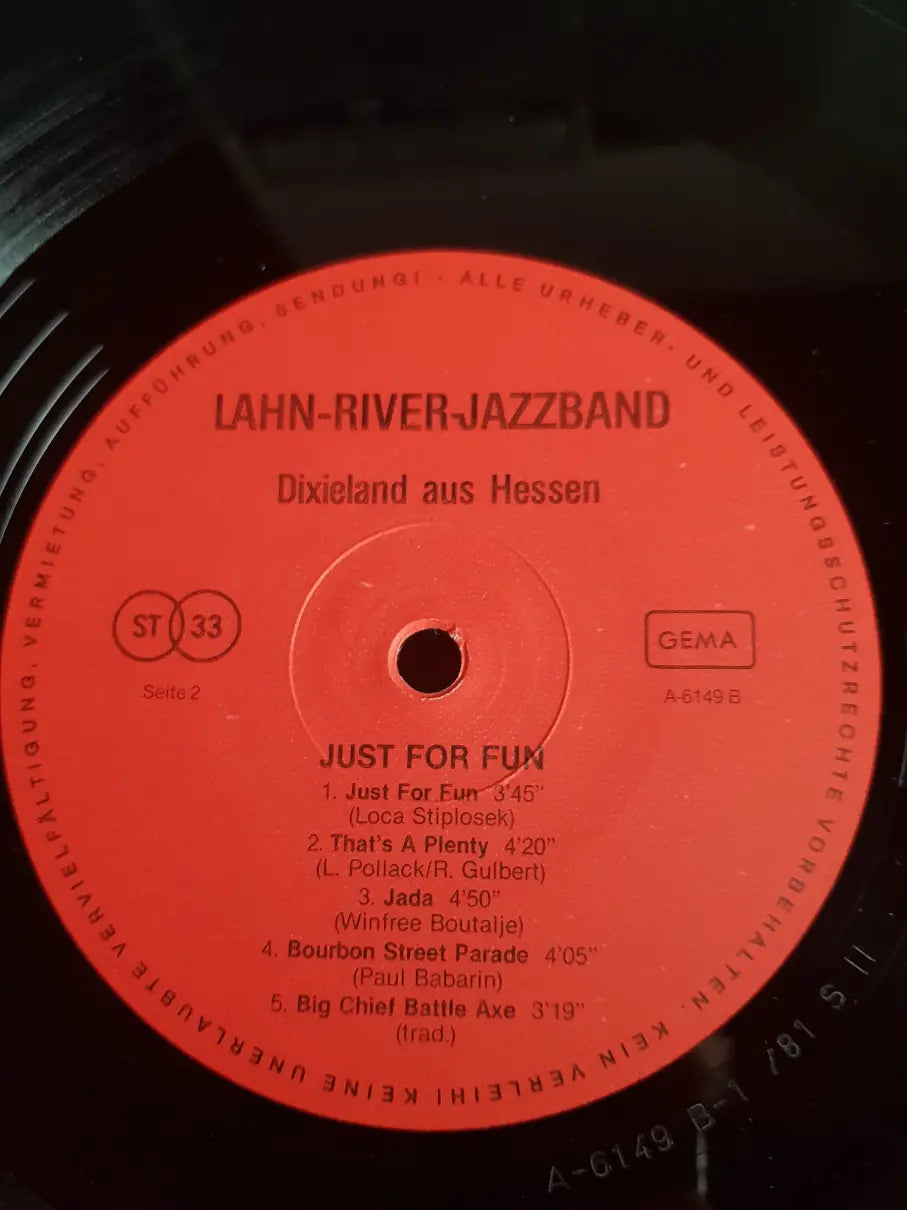 ALLE URHEBER- UND LEISTUNGSSCHUTZRECHTE VORBEHALTEN. KEIN VERLEIH! KEINE UNERLAUBTE VERVIELFÄLTIGUNG, VERMIETUNG, AUFFÜHRUNG, SENDUNG! ·
LAHN-RIVER-JAZZBAND
Dixieland aus Hessen
ST 33
GEMA
Seite 2
A-6149 B
JUST FOR FUN
1. Just For Fun 3'45"
(Loca Stiplosek)
2. That's A Plenty 4'20"
(L. Pollack/R. Gulbert)
3. Jada 4'50"
(Winfree Boutalje)
4. Bourbon Street Parade 4'05"
(Paul Babarin)
5. Big Chief Battle Axe 3'19"
(trad.)
A-6149 B-1 /81 S II